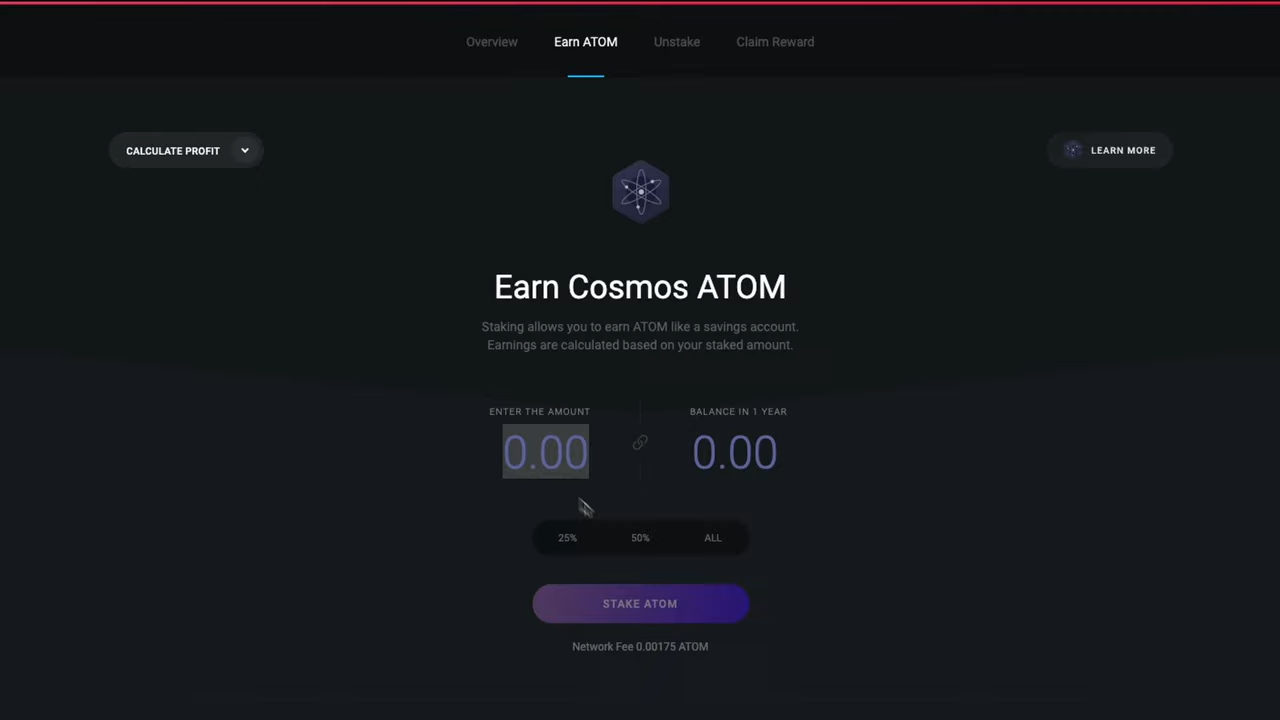 Overview
Earn ATOM
Unstake
Claim Reward
CALCULATE PROFIT
LEARN MORE
Earn Cosmos ATOM
Staking allows you to earn ATOM like a savings account.
Earnings are calculated based on your staked amount.
ENTER THE AMOUNT
0.00
BALANCE IN 1 YEAR
0.00
25%
50%
ALL
STAKE ATOM
Network Fee 0.00175 ATOM